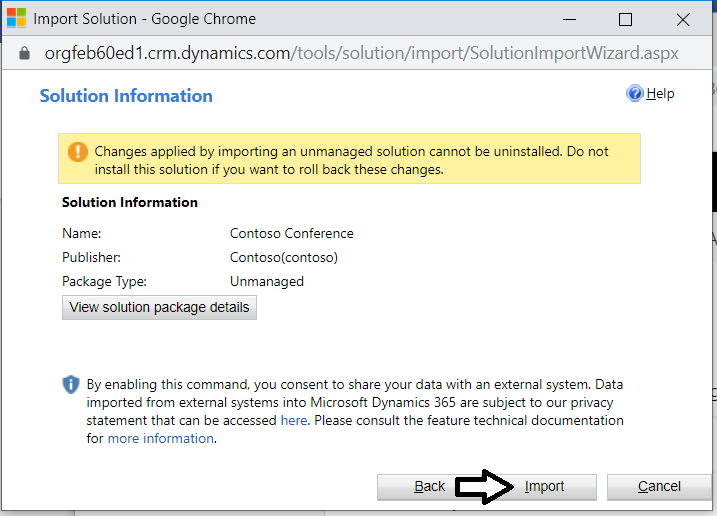 Import Solution - Google Chrome
orgfeb60ed1.crm.dynamics.com/tools/solution/import/SolutionImportWizard.aspx
Solution Information
Help
Changes applied by importing an unmanaged solution cannot be uninstalled. Do not
install this solution if you want to roll back these changes.
Solution Information
Name: Contoso Conference
Publisher: Contoso(contoso)
Package Type: Unmanaged
View solution package details
By enabling this command, you consent to share your data with an external system. Data
imported from external systems into Microsoft Dynamics 365 are subject to our privacy
statement that can be accessed here. Please consult the feature technical documentation
for more information.
Back Import Cancel